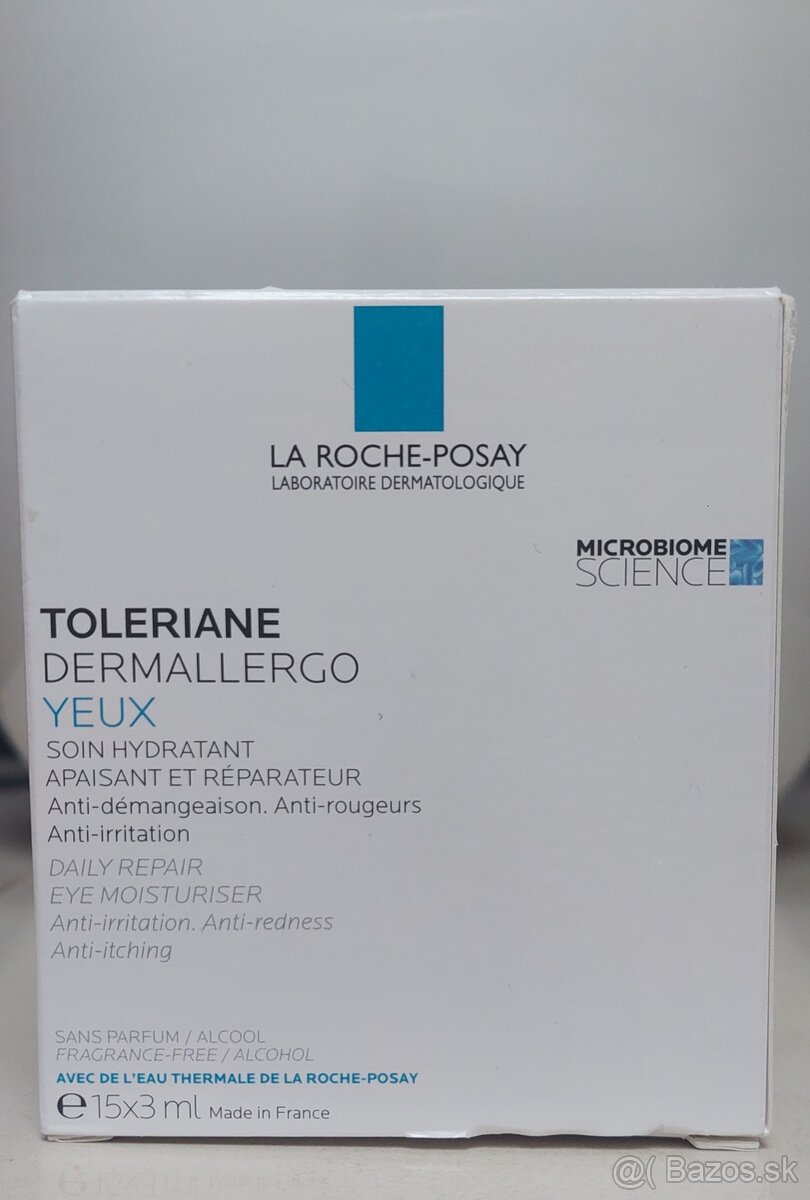 LA ROCHE-POSAY
LABORATOIRE DERMATOLOGIQUE
MICROBIOME
SCIENCE
TOLERIANE
DERMALLERGO
YEUX
SOIN HYDRATANT
APAISANT ET RÉPARATEUR
Anti-démangeaison. Anti-rougeurs
Anti-irritation
DAILY REPAIR
EYE MOISTURISER
Anti-irritation. Anti-redness
Anti-itching
SANS PARFUM / ALCOOL
FRAGRANCE-FREE / ALCOHOL
AVEC DE L'EAU THERMALE DE LA ROCHE-POSAY
℮ 15x3 ml Made in France
@( Bazos.sk